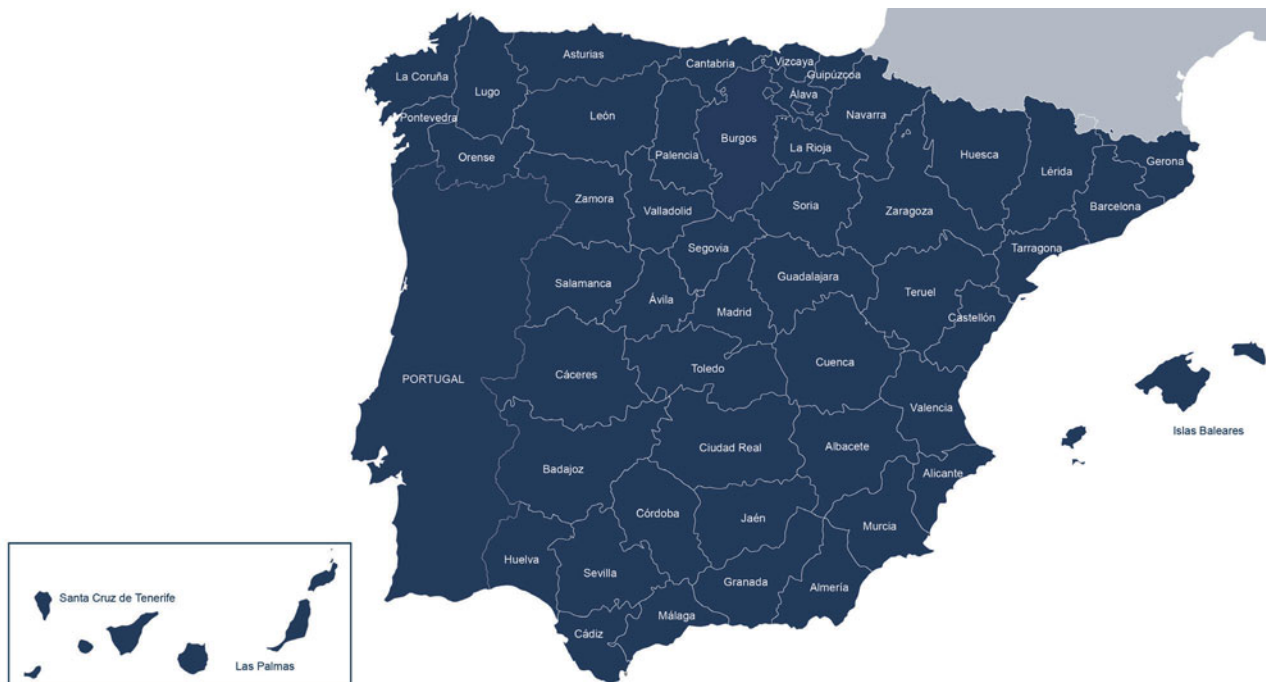 Asturias
Cantabria
Vizcaya
Guipúzcoa
La Coruña
Lugo
León
Álava
Navarra
Pontevedra
Burgos
Palencia
La Rioja
Orense
Huesca
Lérida
Gerona
Zamora
Valladolid
Soria
Zaragoza
Barcelona
Segovia
Tarragona
Salamanca
Ávila
Guadalajara
Teruel
Madrid
Castellón
PORTUGAL
Cáceres
Toledo
Cuenca
Valencia
Islas Baleares
Badajoz
Ciudad Real
Albacete
Alicante
Córdoba
Jaén
Murcia
Huelva
Sevilla
Granada
Almería
Málaga
Cádiz
Santa Cruz de Tenerife
Las Palmas